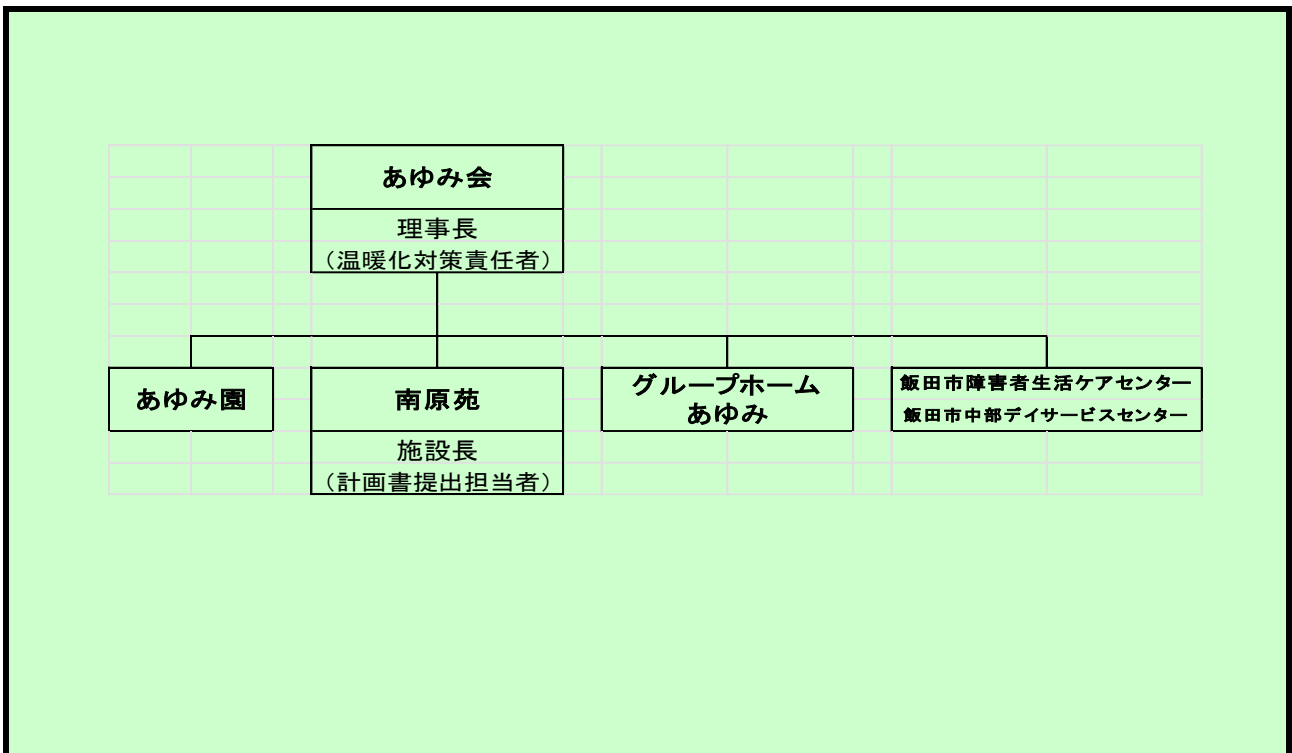 あゆみ会
理事長
（温暖化対策責任者）
あゆみ園
南原苑
グループホーム
あゆみ
飯田市障害者生活ケアセンター
飯田市中部デイサービスセンター
施設長
（計画書提出担当者）